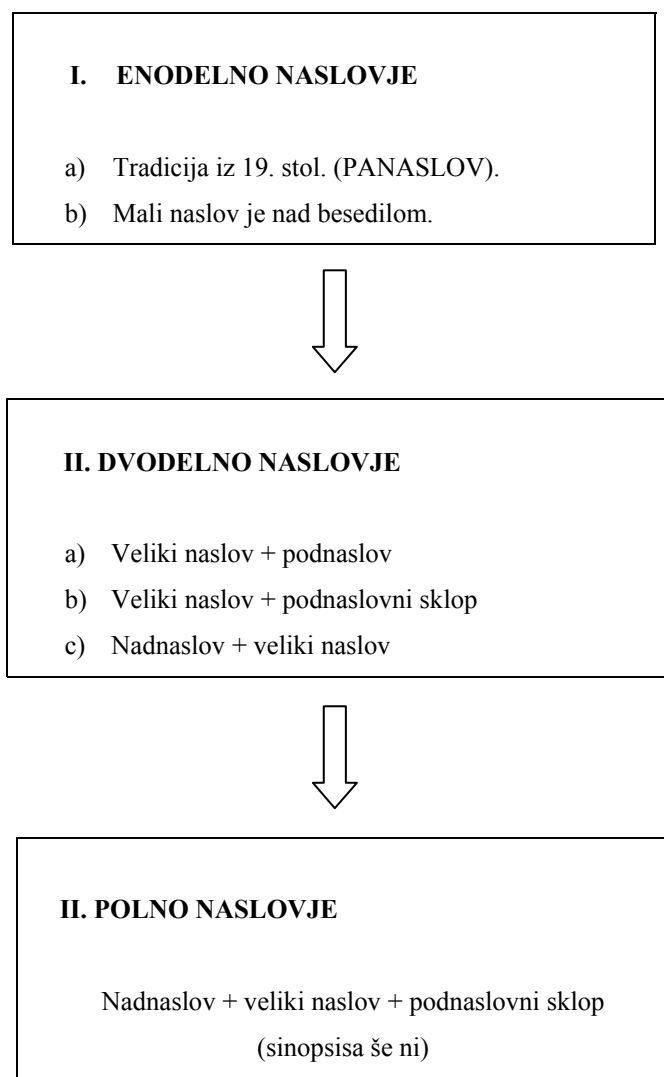 I. ENODELNO NASLOVJE
a) Tradicija iz 19. stol. (PANASLOV).
b) Mali naslov je nad besedilom.
II. DVODELNO NASLOVJE
a) Veliki naslov + podnaslov
b) Veliki naslov + podnaslovni sklop
c) Nadnaslov + veliki naslov
II. POLNO NASLOVJE
Nadnaslov + veliki naslov + podnaslovni sklop
(sinopsisa še ni)